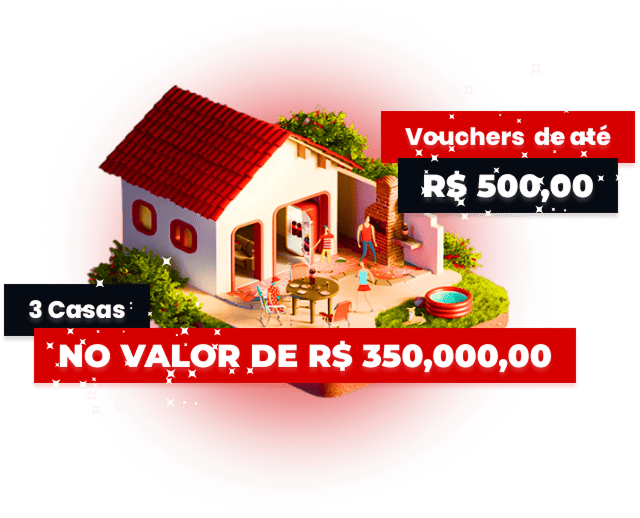 Vouchers de até
R$ 500,00
3 Casas
NO VALOR DE R$ 350,000,00